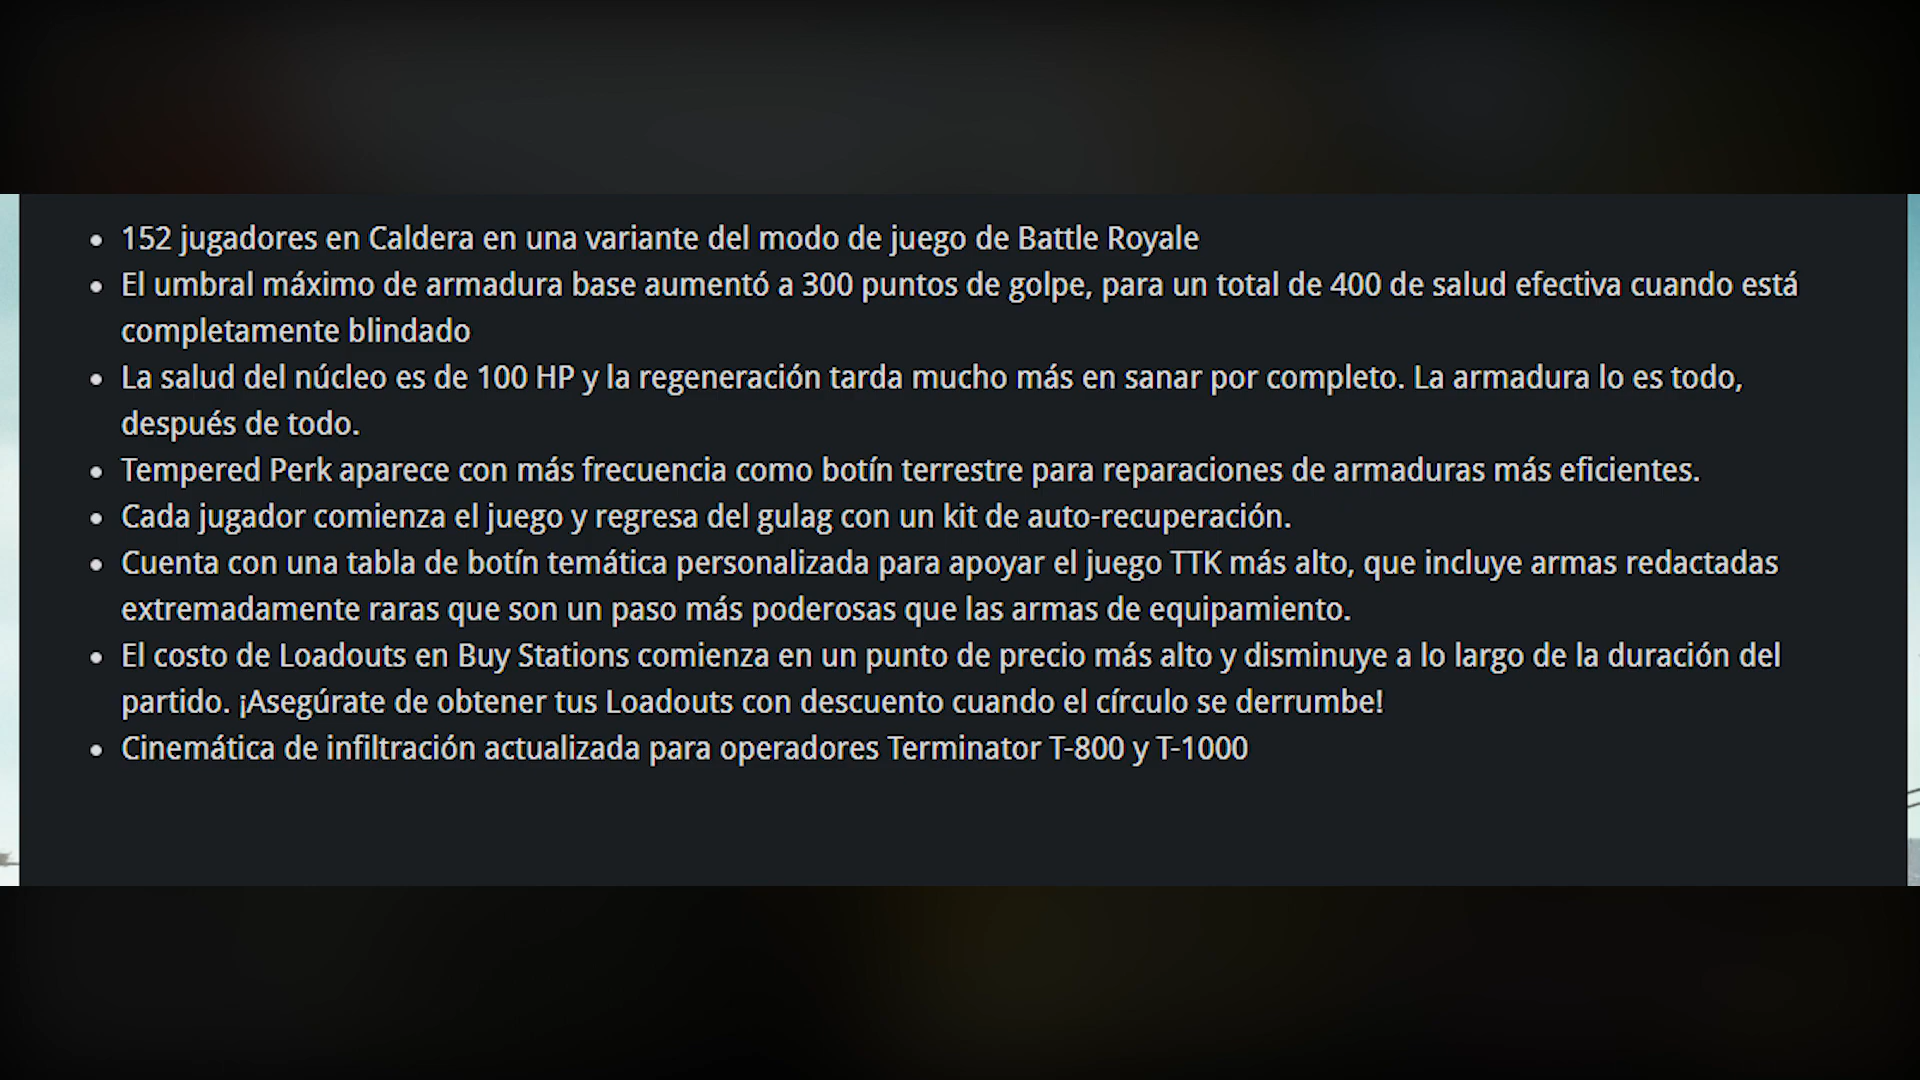 152 jugadores en Caldera en una variante del modo de juego de Battle Royale
El umbral máximo de armadura base aumentó a 300 puntos de golpe, para un total de 400 de salud efectiva cuando está
completamente blindado
La salud del núcleo es de 100 HP y la regeneración tarda mucho más en sanar por completo. La armadura lo es todo,
después de todo.
Tempered Perk aparece con más frecuencia como botín terrestre para reparaciones de armaduras más eficientes.
Cada jugador comienza el juego y regresa del gulag con un kit de auto-recuperación.
Cuenta con una tabla de botín temática personalizada para apoyar el juego TTK más alto, que incluye armas redactadas
extremadamente raras que son un paso más poderosas que las armas de equipamiento.
El costo de Loadouts en Buy Stations comienza en un punto de precio más alto y disminuye a lo largo de la duración del
partido. ¡Asegúrate de obtener tus Loadouts con descuento cuando el círculo se derrumbe!
Cinemática de infiltración actualizada para operadores Terminator T-800 y T-1000